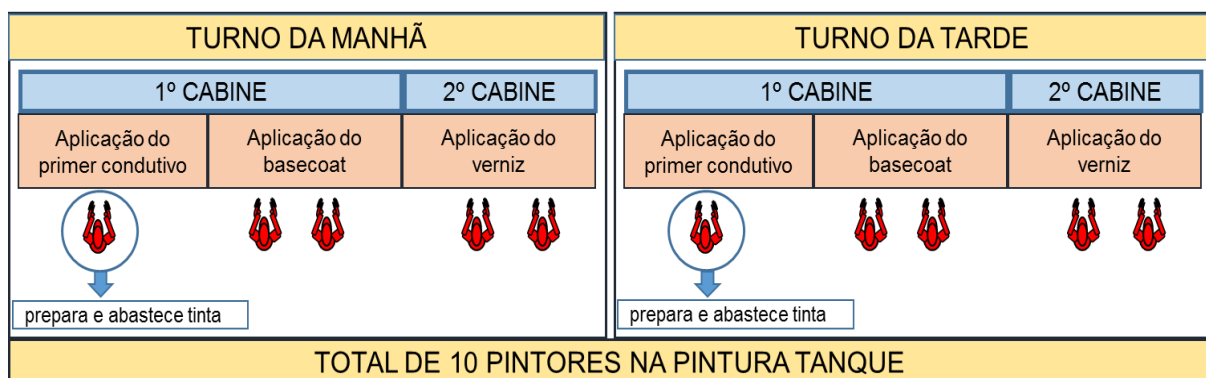 TURNO DA MANHÃ
1º CABINE
2º CABINE
Aplicação do
primer condutivo
Aplicação do
basecoat
Aplicação do
verniz
prepara e abastece tinta
TURNO DA TARDE
1º CABINE
2º CABINE
Aplicação do
primer condutivo
Aplicação do
basecoat
Aplicação do
verniz
prepara e abastece tinta
TOTAL DE 10 PINTORES NA PINTURA TANQUE